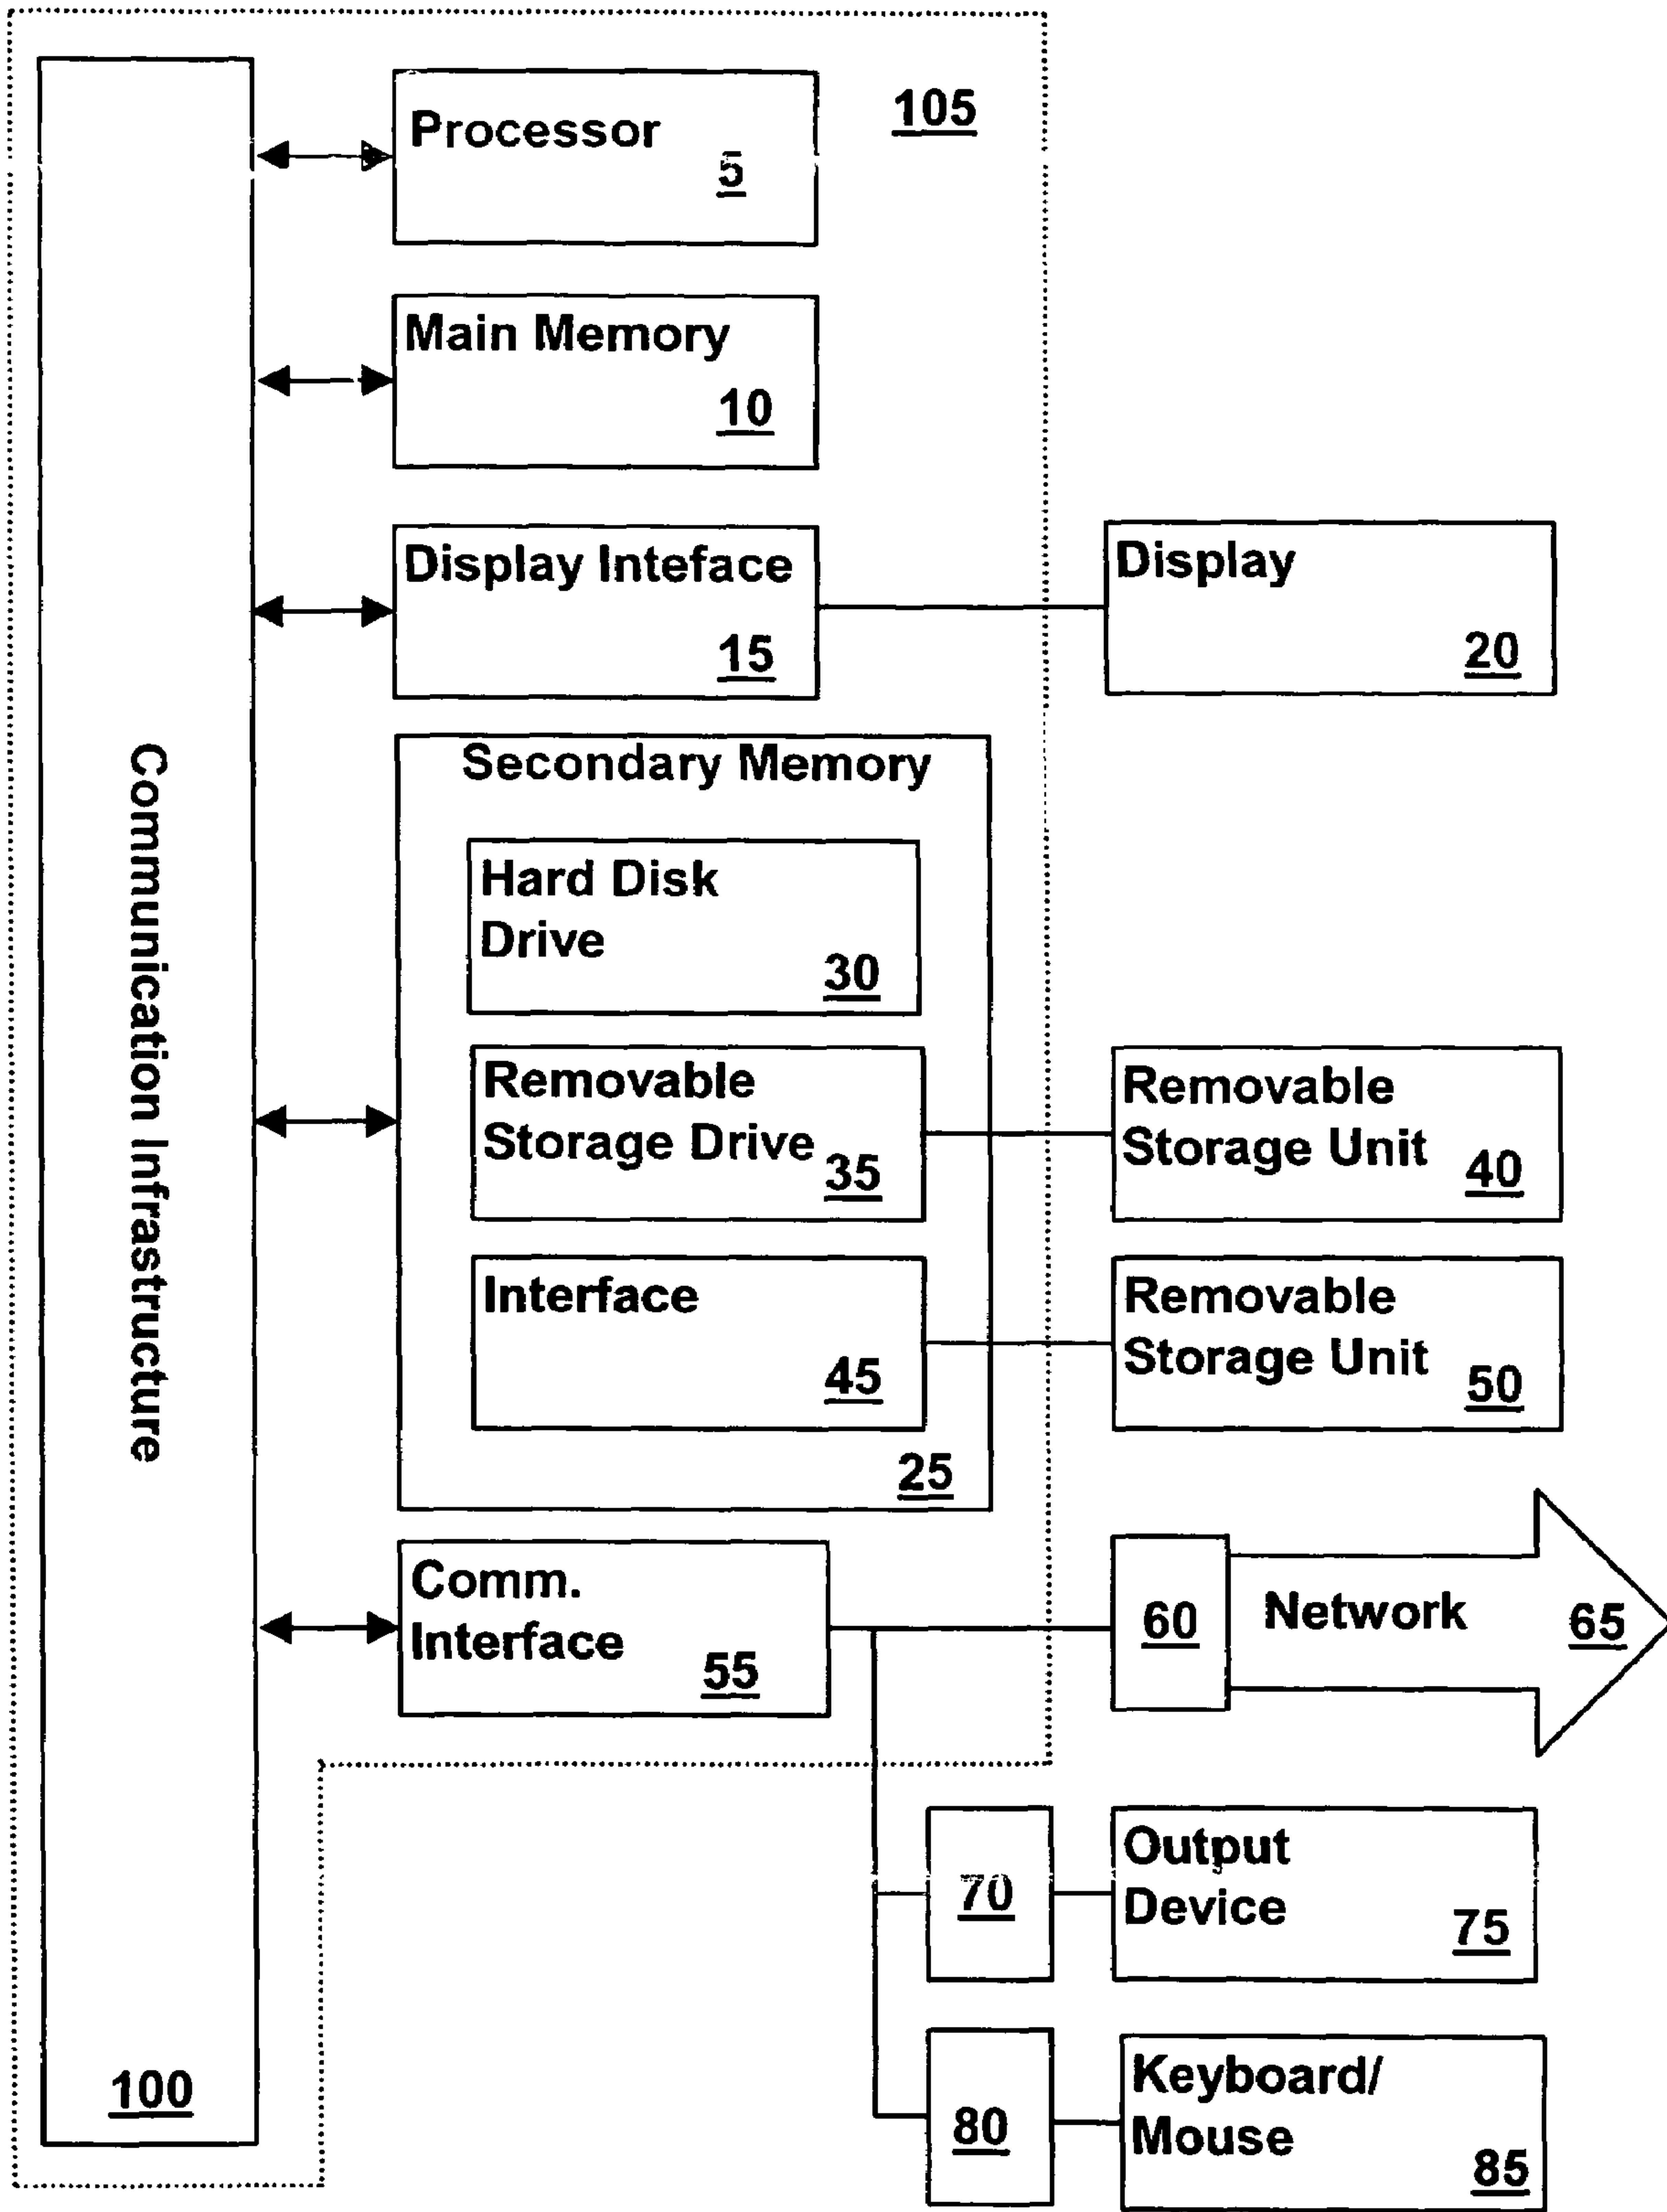 Processor
5
105
Main Memory
10
Display Inteface
15
Display
20
Communication Infrastructure
100
Secondary Memory
Hard Disk
Drive
30
Removable
Storage Drive
35
Removable
Storage Unit
40
Interface
45
Removable
Storage Unit
50
25
Comm.
Interface
55
60
Network
65
70
Output
Device
75
80
Keyboard/
Mouse
85